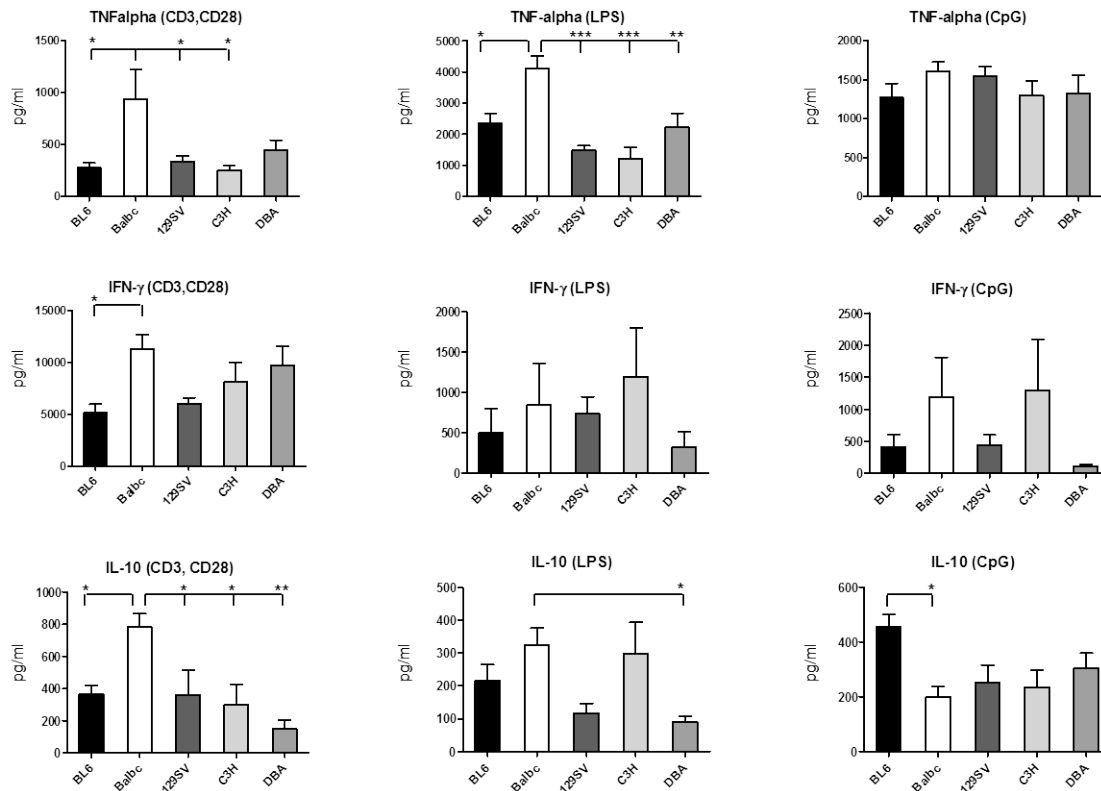 TNFalpha (CD3,CD28)
* * *
1500
1000
500
0
pg/ml
BL6
Balbc
129SV
C3H
DBA
TNF-alpha (LPS)
* *** *** **
5000
4000
3000
2000
1000
0
pg/ml
BL6
Balbc
129SV
C3H
DBA
TNF-alpha (CpG)
2000
1500
1000
500
0
pg/ml
BL6
Balbc
129SV
C3H
DBA
IFN-γ (CD3,CD28)
*
15000
10000
5000
0
pg/ml
BL6
Balbc
129SV
C3H
DBA
IFN-γ (LPS)
2000
1500
1000
500
0
pg/ml
BL6
Balbc
129SV
C3H
DBA
IFN-γ (CpG)
2500
2000
1500
1000
500
0
pg/ml
BL6
Balbc
129SV
C3H
DBA
IL-10 (CD3, CD28)
* * * **
1000
800
600
400
200
0
pg/ml
BL6
Balbc
129SV
C3H
DBA
IL-10 (LPS)
*
500
400
300
200
100
0
pg/ml
BL6
Balbc
129SV
C3H
DBA
IL-10 (CpG)
*
600
400
200
0
pg/ml
BL6
Balbc
129SV
C3H
DBA